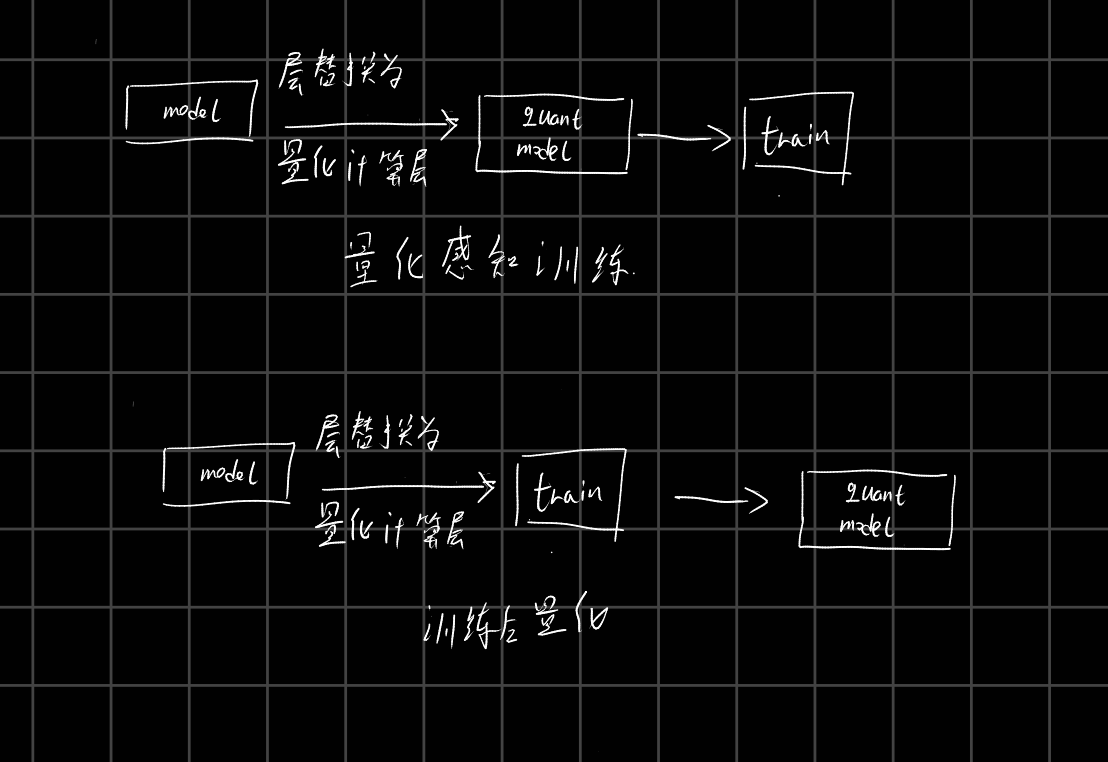 model
层替换为
量化计算层
quant
model
train
量化感知训练.
model
层替换为
量化计算层
train
quant
model
训练后量化